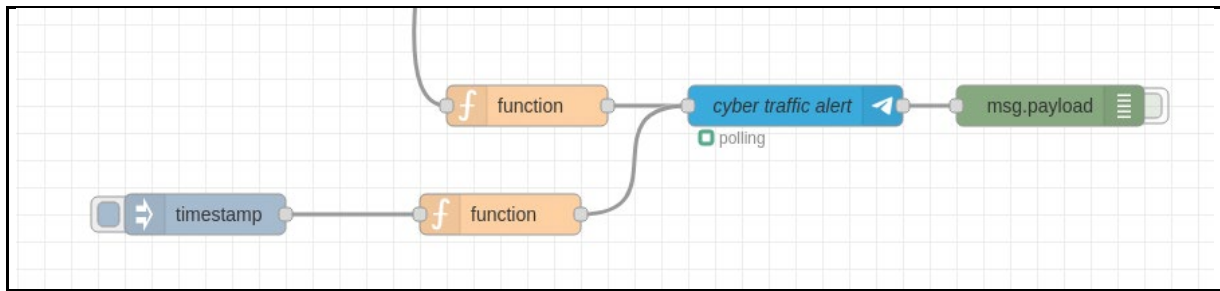 function
cyber traffic alert
msg.payload
polling
timestamp
function